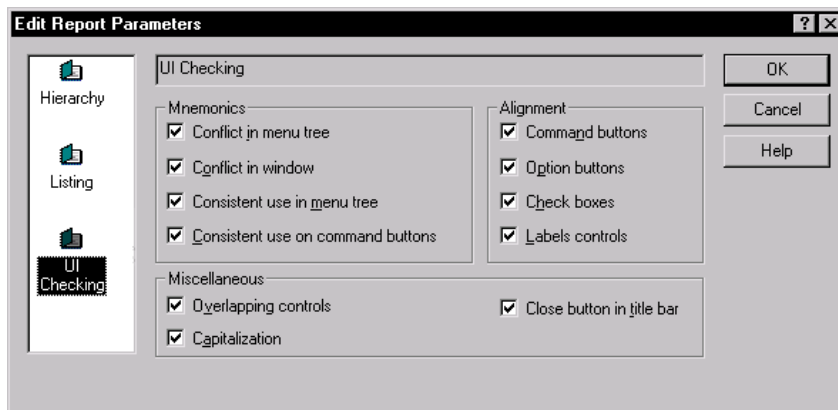 Edit Report Parameters
Hierarchy
Listing
UI
Checking
UI Checking
Mnemonics
Conflict in menu tree
Conflict in window
Consistent use in menu tree
Consistent use on command buttons
Alignment
Command buttons
Option buttons
Check boxes
Labels controls
Miscellaneous
Overlapping controls
Capitalization
Close button in title bar
OK
Cancel
Help